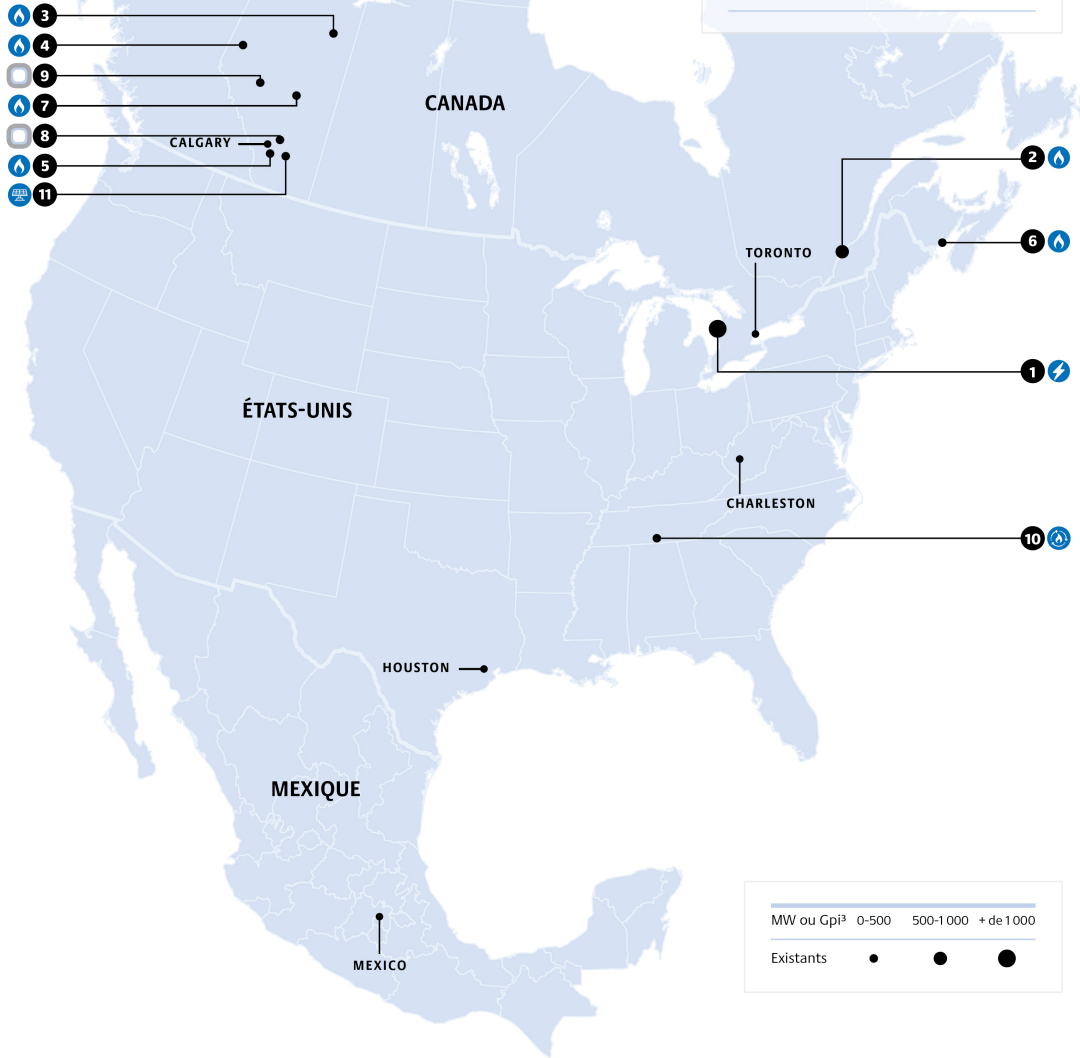 3
4
9
7
8
5
11
CALGARY
CANADA
2
6
TORONTO
1
ÉTATS-UNIS
CHARLESTON
10
HOUSTON
MEXIQUE
MEXICO
MW ou Gpi³ 0-500 500-1 000 + de 1 000
Existants